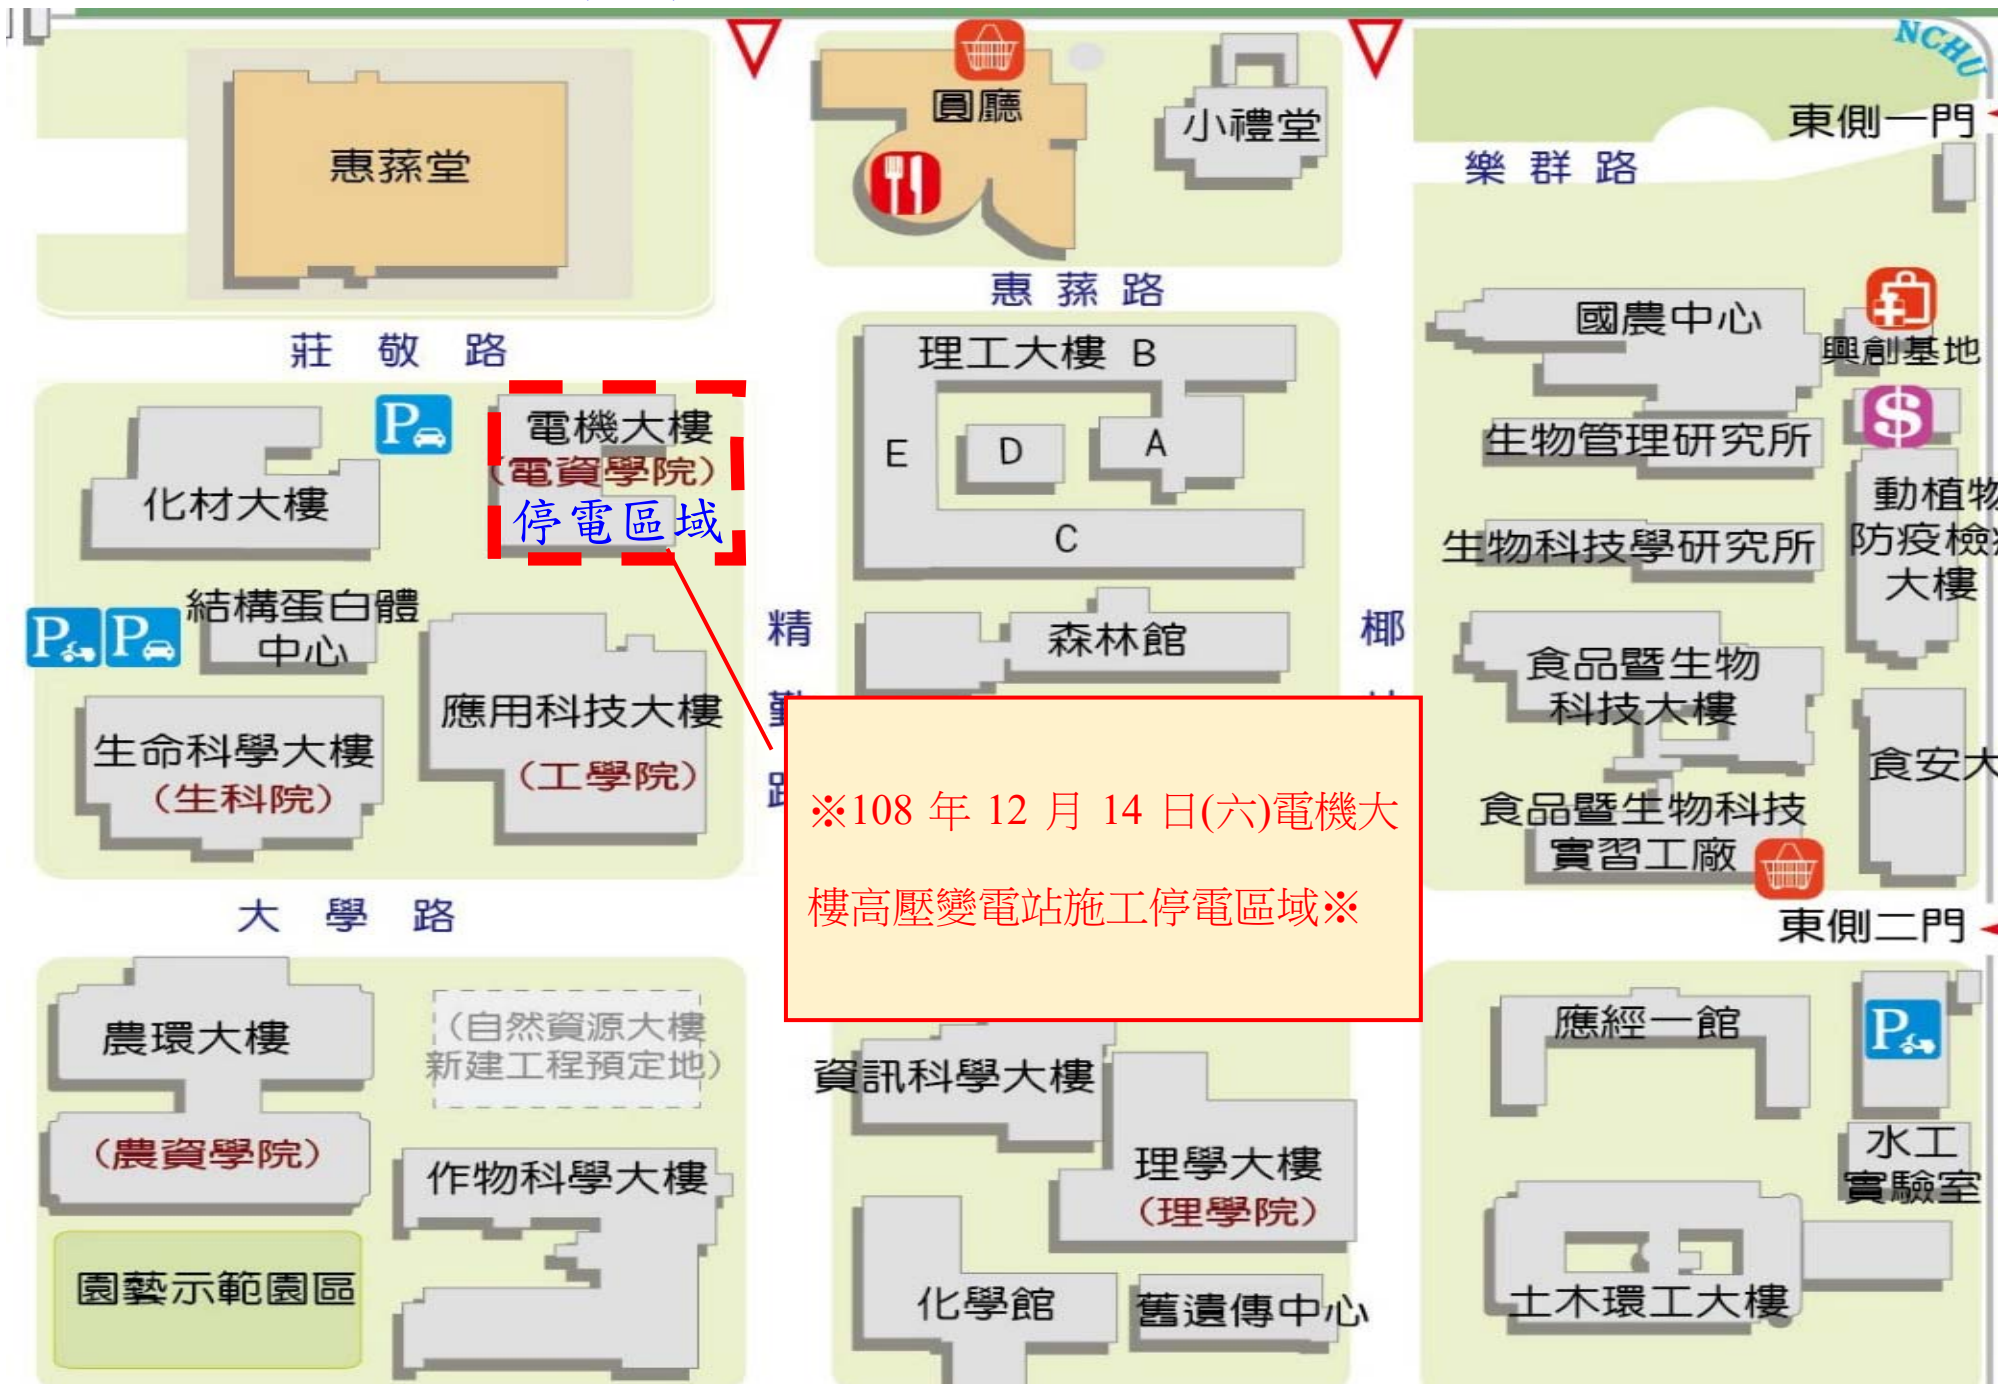 NCHU
惠蓀堂
圓廳
小禮堂
東側一門
樂群路
惠蓀路
莊敬路
電機大樓
(電資學院)
停電區域
化材大樓
結構蛋白體
中心
應用科技大樓
(工學院)
生命科學大樓
(生科院)
理工大樓 B
E
D
A
C
森林館
精
勤
路
椰
國農中心
興創基地
生物管理研究所
生物科技學研究所
動植物
防疫檢
大樓
食品暨生物
科技大樓
食安大
食品暨生物科技
實習工廠
※108 年 12 月 14 日(六)電機大
樓高壓變電站施工停電區域※
大學路
東側二門
農環大樓
(農資學院)
(自然資源大樓
新建工程預定地)
作物科學大樓
園藝示範園區
資訊科學大樓
理學大樓
(理學院)
化學館
舊遺傳中心
應經一館
水工
實驗室
土木環工大樓
P
P
P
P
$